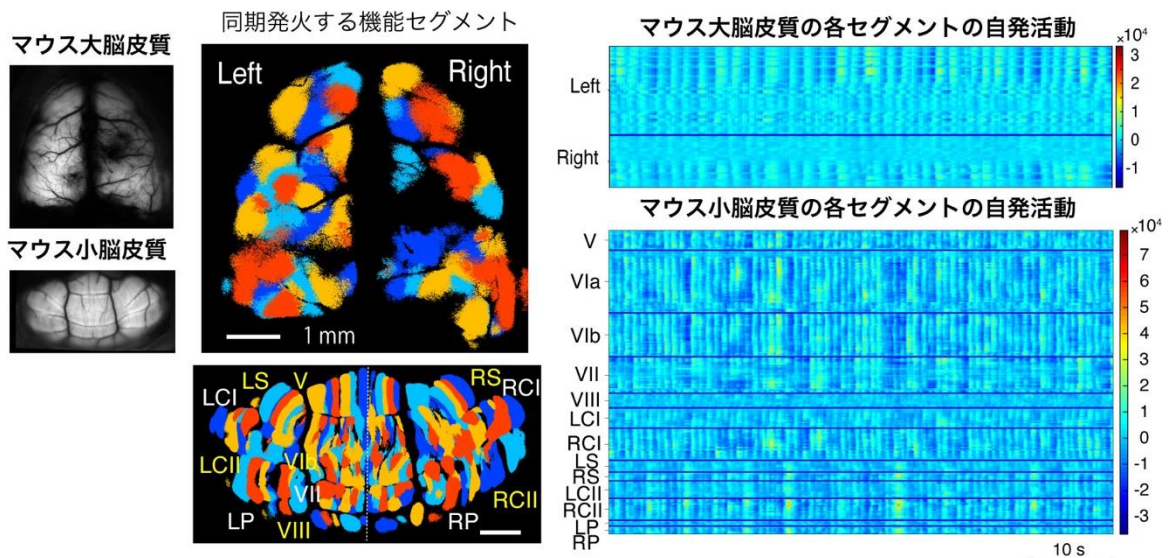 同期発火する機能セグメント
マウス大脳皮質
Left
Right
1 mm
マウス小脳皮質
LS
V
RS
RCI
LCI
LCII
VIb
VII
RCII
LP
VIII
RP
マウス大脳皮質の各セグメントの自発活動
×10⁴
Left
Right
3
2
1
0
-1
マウス小脳皮質の各セグメントの自発活動
×10⁴
V
VIa
VIb
VII
VIII
LCI
RCI
LS
RS
LCII
RCII
LP
RP
7
6
5
4
3
2
1
0
-1
-2
-3
10 s